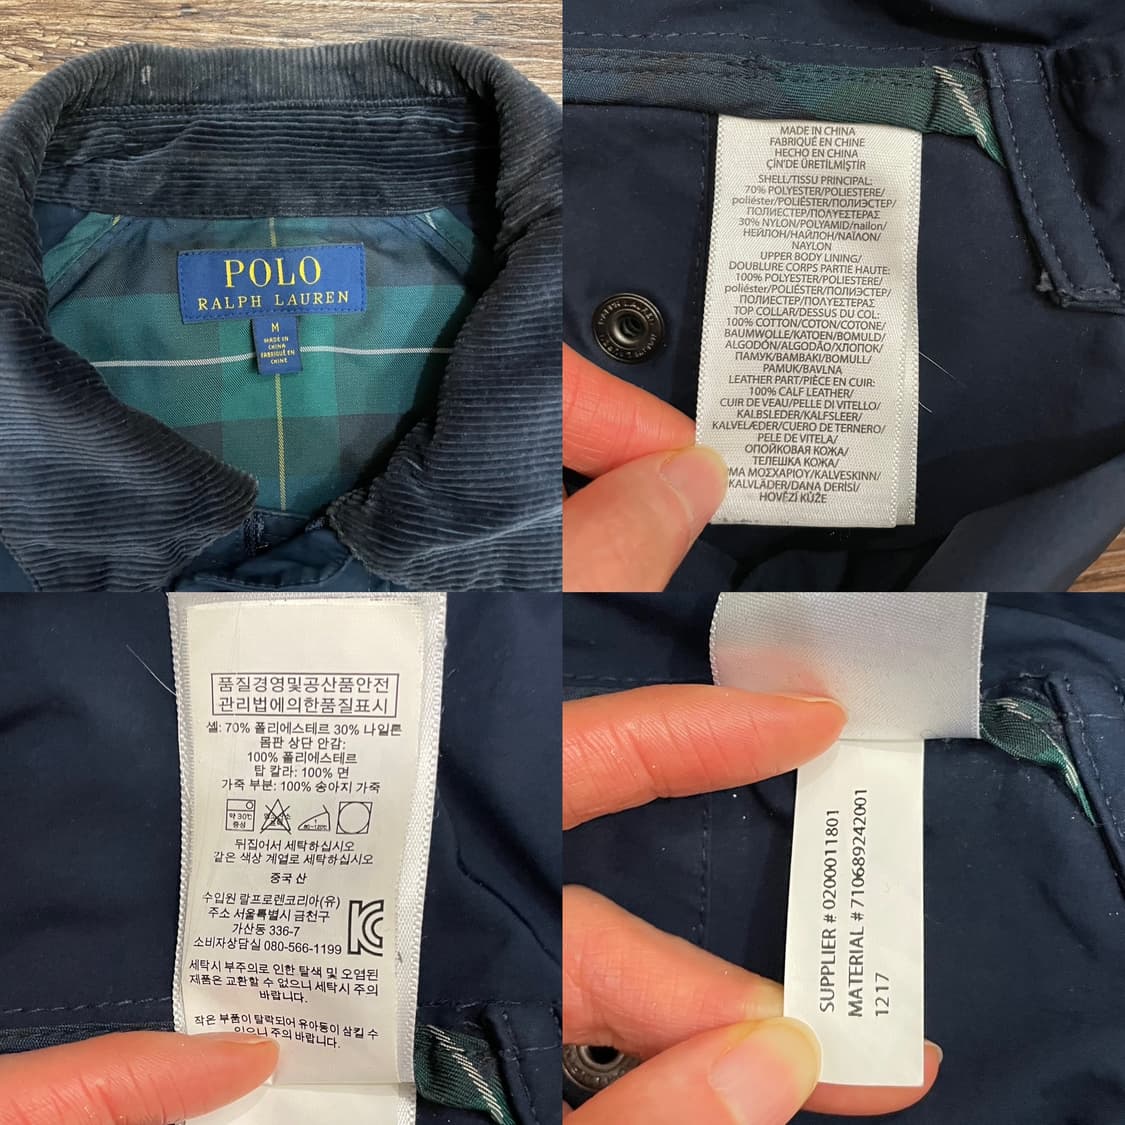 POLO
RALPH LAUREN
M
MADE IN
CHINA
FABRIQUÉ EN
CHINE
MADE IN CHINA
FABRIQUÉ EN CHINE
HECHO EN CHINA
ÇİN'DE ÜRETİLMİŞTİR
SHELL/TISSU PRINCIPAL:
70% POLYESTER/POLIESTERE/
poliéster/POLIÉSTER/ПОЛИЭСТЕР/
ПОЛИЕСТЕР/ΠΟΛΥΕΣΤΕΡΑΣ
30% NYLON/POLYAMID/nailon/
НЕЙЛОН/НАЙЛОН/ΝΑΪΛΟΝ/
NAYLON
UPPER BODY LINING/
DOUBLURE CORPS PARTIE HAUTE:
100% POLYESTER/POLIESTERE/
poliéster/POLIÉSTER/ПОЛИЭСТЕР/
ПОЛИЕСТЕР/ΠΟΛΥΕΣΤΕΡΑΣ
TOP COLLAR/DESSUS DU COL:
100% COTTON/COTON/COTONE/
BAUMWOLLE/KATOEN/BOMULD/
ALGODÓN/ALGODÃO/ХЛОПОК/
ПАМУК/ΒΑΜΒΑΚΙ/BOMULL/
PAMUK/BAVLNA
LEATHER PART/PIÈCE EN CUIR:
100% CALF LEATHER/
CUIR DE VEAU/PELLE DI VITELLO/
KALBSLEDER/KALFSLEER/
KALVELÆDER/CUERO DE TERNERO/
PELE DE VITELA/
ОПОЙКОВАЯ КОЖА/
ТЕЛЕШКА КОЖА/
ΜΑ ΜΟΣΧΑΡΙΟΥ/KALVESKINN/
KALVLÄDER/DANA DERİSİ/
HOVĚZÍ KŮŽE
품질경영및공산품안전
관리법에의한품질표시
셸: 70% 폴리에스테르 30% 나일론
몸판 상단 안감:
100% 폴리에스테르
탑 칼라: 100% 면
가죽 부분: 100% 송아지 가죽
약 30℃
중성
80~120℃
뒤집어서 세탁하십시오
같은 색상 계열로 세탁하십시오
중국 산
수입원 랄프로렌코리아(유)
주소 서울특별시 금천구
가산동 336-7
소비자상담실 080-566-1199
세탁시 부주의로 인한 탈색 및 오염된
제품은 교환할 수 없으니 세탁시 주의
바랍니다.
작은 부품이 탈락되어 유아동이 삼킬 수
있으니 주의 바랍니다.
SUPPLIER # 0200011801
MATERIAL # 710689242001
1217